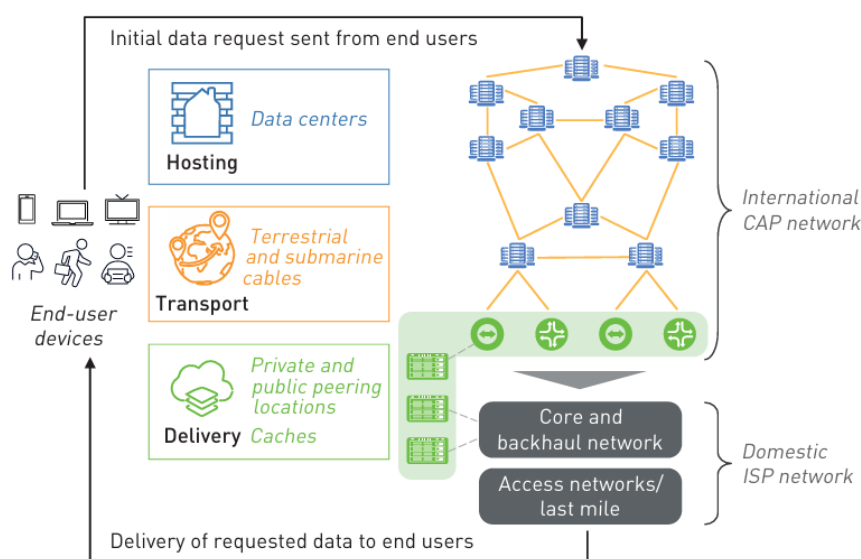 Initial data request sent from end users
Data centers
Hosting
Terrestrial
and submarine
cables
Transport
End-user
devices
Private and
public peering
locations
Delivery
Caches
International
CAP network
Core and
backhaul network
Access networks/
last mile
Domestic
ISP network
Delivery of requested data to end users